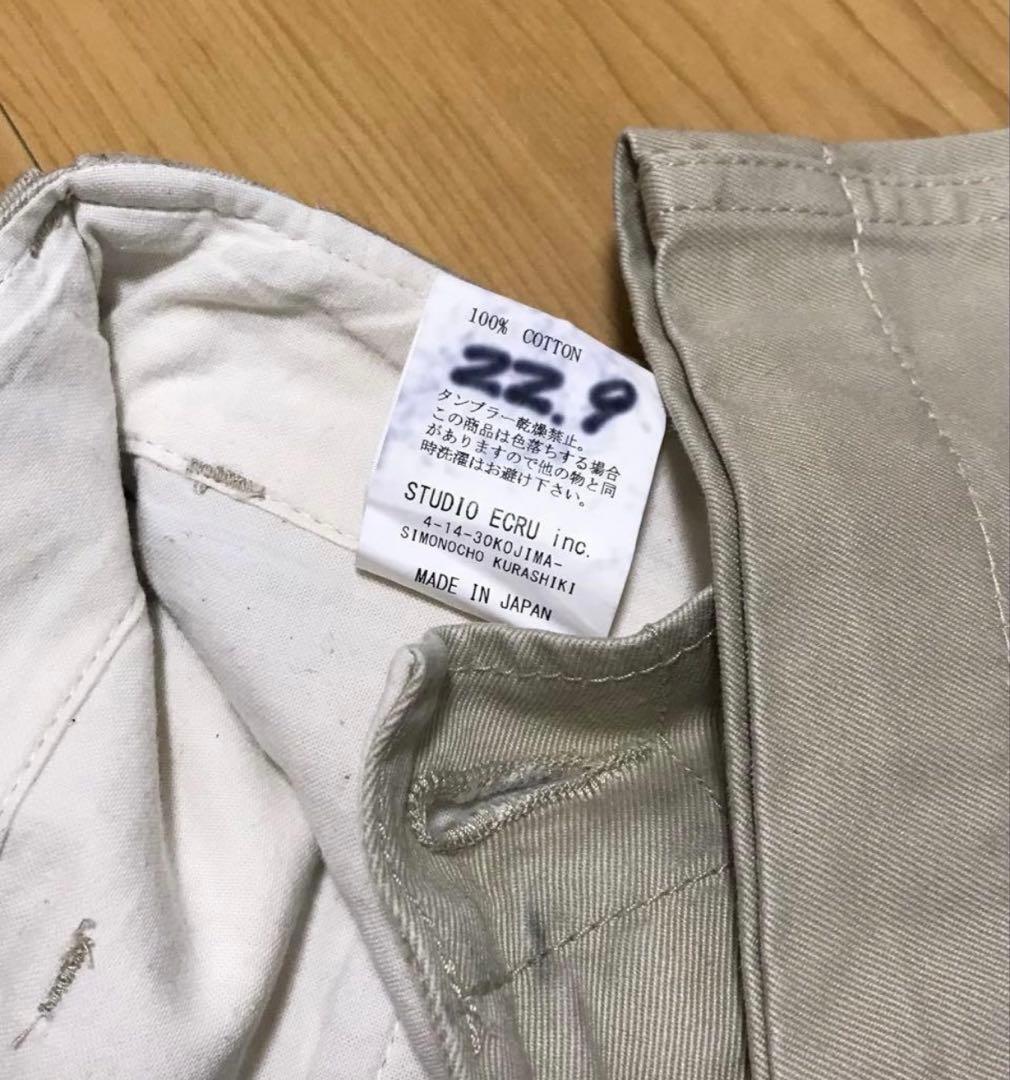 100% COTTON
22.9
タンブラー乾燥禁止。
この商品は色落ちする場合
がありますので他の物と同
時洗濯はお避け下さい。
STUDIO ECRU inc.
4-14-30KOJIMA-
SIMONOCHO KURASHIKI
MADE IN JAPAN